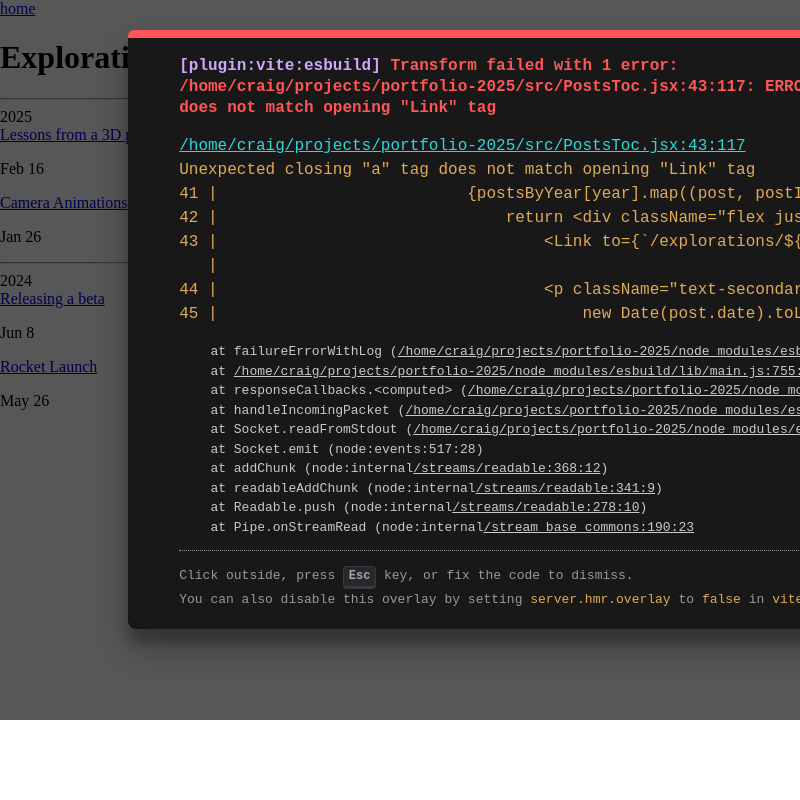 home
Explorati
2025
Lessons from a 3D
Feb 16
Camera Animations
Jan 26
2024
Releasing a beta
Jun 8
Rocket Launch
May 26
[plugin:vite:esbuild] Transform failed with 1 error:
/home/craig/projects/portfolio-2025/src/PostsToc.jsx:43:117: ERRO
does not match opening "Link" tag
/home/craig/projects/portfolio-2025/src/PostsToc.jsx:43:117
Unexpected closing "a" tag does not match opening "Link" tag
41 | {postsByYear[year].map((post, postI
42 | return <div className="flex jus
43 | <Link to={`/explorations/${
|
44 | <p className="text-secondar
45 | new Date(post.date).toL
at failureErrorWithLog (/home/craig/projects/portfolio-2025/node_modules/esb
at /home/craig/projects/portfolio-2025/node_modules/esbuild/lib/main.js:755:
at responseCallbacks.<computed> (/home/craig/projects/portfolio-2025/node_mo
at handleIncomingPacket (/home/craig/projects/portfolio-2025/node_modules/es
at Socket.readFromStdout (/home/craig/projects/portfolio-2025/node_modules/e
at Socket.emit (node:events:517:28)
at addChunk (node:internal/streams/readable:368:12)
at readableAddChunk (node:internal/streams/readable:341:9)
at Readable.push (node:internal/streams/readable:278:10)
at Pipe.onStreamRead (node:internal/stream_base_commons:190:23
Click outside, press Esc key, or fix the code to dismiss.
You can also disable this overlay by setting server.hmr.overlay to false in vite